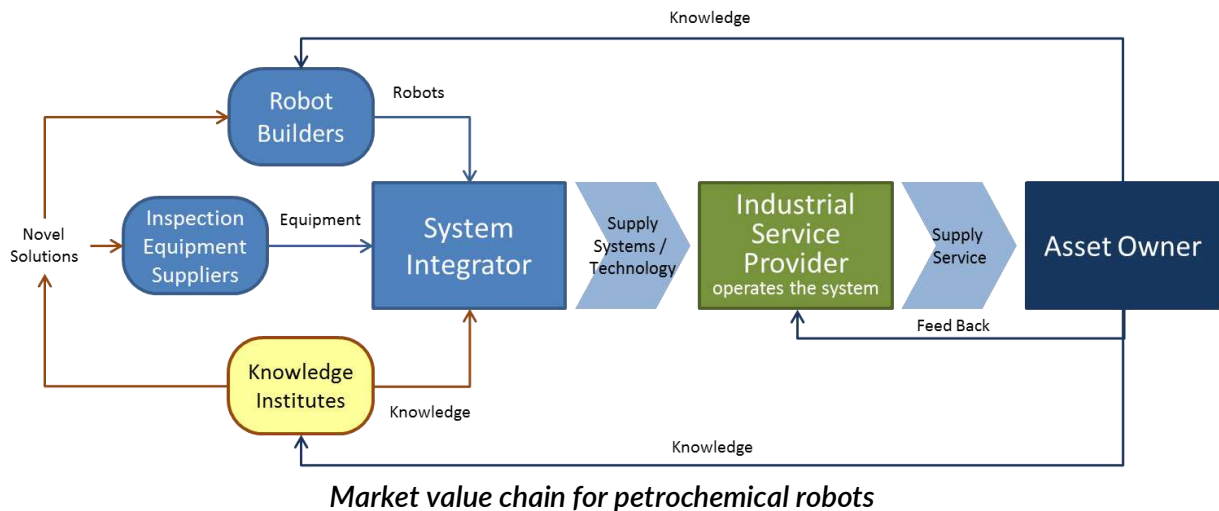 Knowledge
Robot
Builders
Robots
Inspection
Equipment
Suppliers
Equipment
Novel
Solutions
System
Integrator
Supply
Systems /
Technology
Industrial
Service
Provider
operates the system
Supply
Service
Asset Owner
Feed Back
Knowledge
Institutes
Knowledge
Knowledge
Market value chain for petrochemical robots